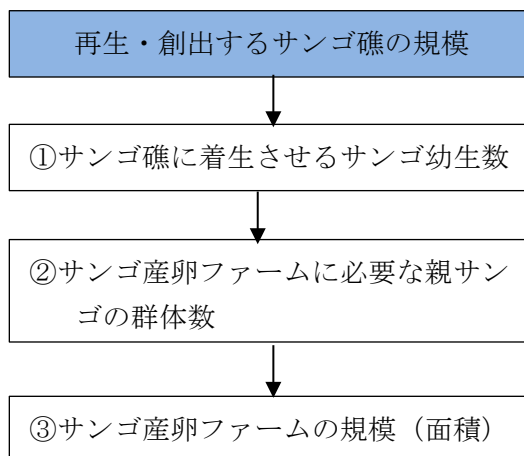 再生・創出するサンゴ礁の規模
①サンゴ礁に着生させるサンゴ幼生数
②サンゴ産卵ファームに必要な親サン
ゴの群体数
③サンゴ産卵ファームの規模（面積）